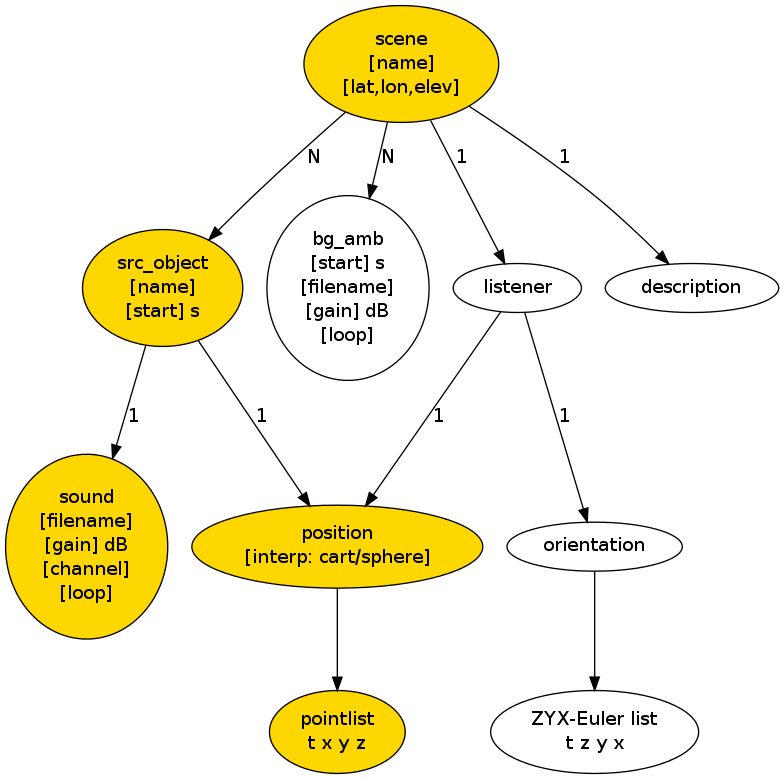 scene
[name]
[lat,lon,elev]
N
N
1
1
src_object
[name]
[start] s
bg_amb
[start] s
[filename]
[gain] dB
[loop]
listener
description
1
1
1
1
sound
[filename]
[gain] dB
[channel]
[loop]
position
[interp: cart/sphere]
orientation
pointlist
t x y z
ZYX-Euler list
t z y x